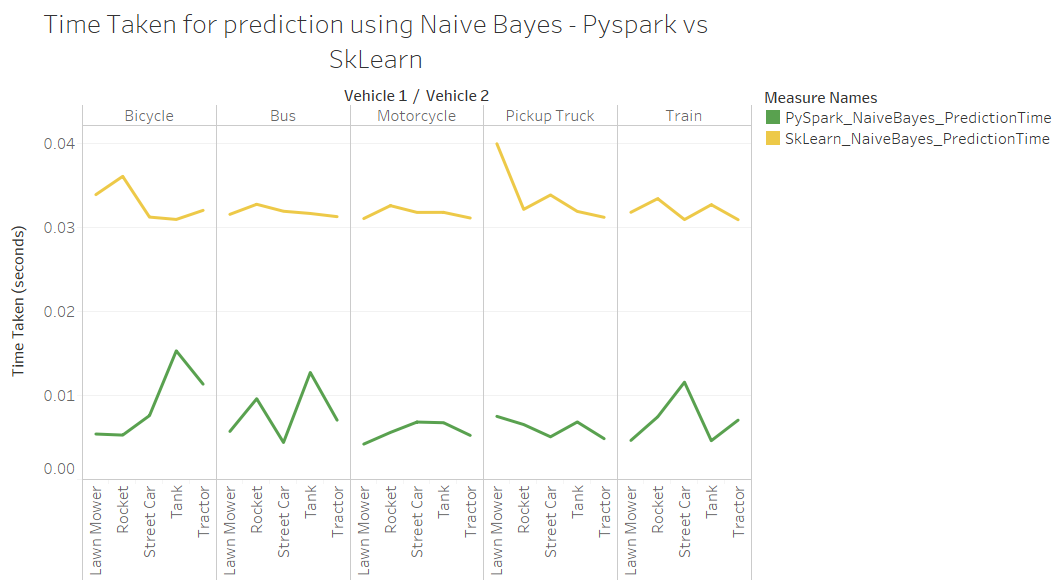 Time Taken for prediction using Naive Bayes - Pyspark vs
SkLearn
Vehicle 1 / Vehicle 2
Bicycle Bus Motorcycle Pickup Truck Train
Measure Names
PySpark_NaiveBayes_PredictionTime
SkLearn_NaiveBayes_PredictionTime
Time Taken (seconds)
0.04
0.03
0.02
0.01
0.00
Lawn Mower
Rocket
Street Car
Tank
Tractor
Lawn Mower
Rocket
Street Car
Tank
Tractor
Lawn Mower
Rocket
Street Car
Tank
Tractor
Lawn Mower
Rocket
Street Car
Tank
Tractor
Lawn Mower
Rocket
Street Car
Tank
Tractor